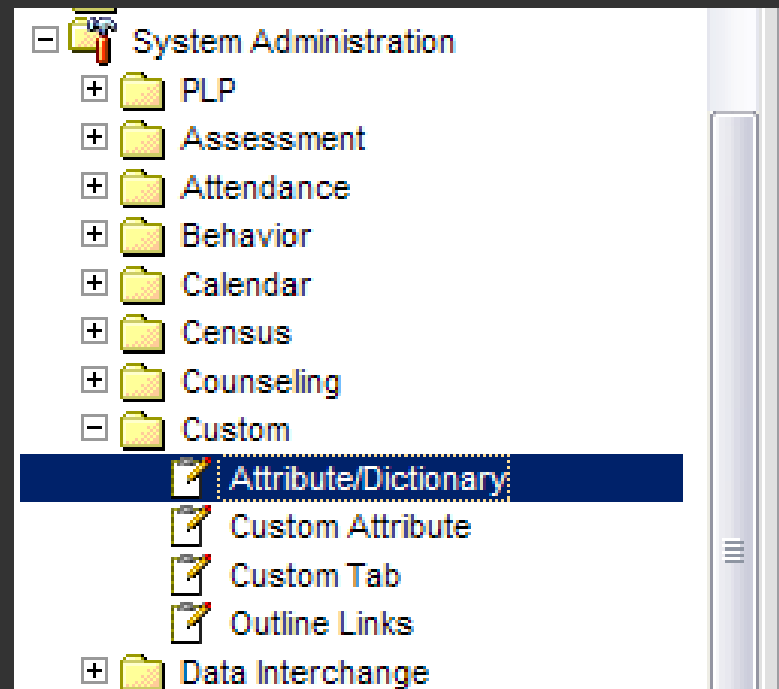 System Administration
PLP
Assessment
Attendance
Behavior
Calendar
Census
Counseling
Custom
Attribute/Dictionary
Custom Attribute
Custom Tab
Outline Links
Data Interchange